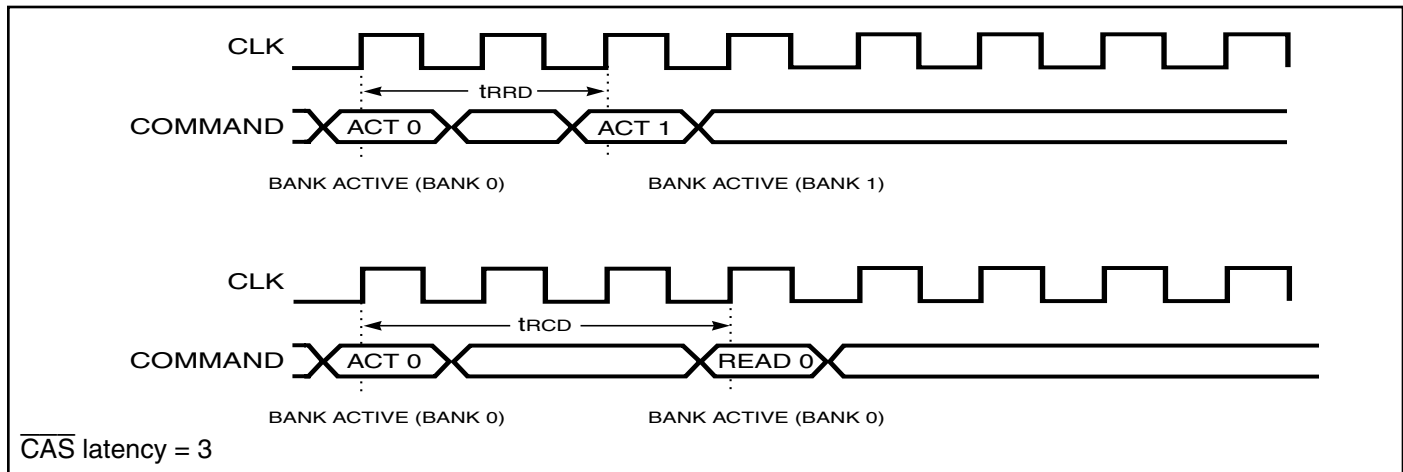 CLK
tRRD
COMMAND ACT 0 ACT 1
BANK ACTIVE (BANK 0) BANK ACTIVE (BANK 1)
CLK
tRCD
COMMAND ACT 0 READ 0
BANK ACTIVE (BANK 0) BANK ACTIVE (BANK 0)
CAS latency = 3